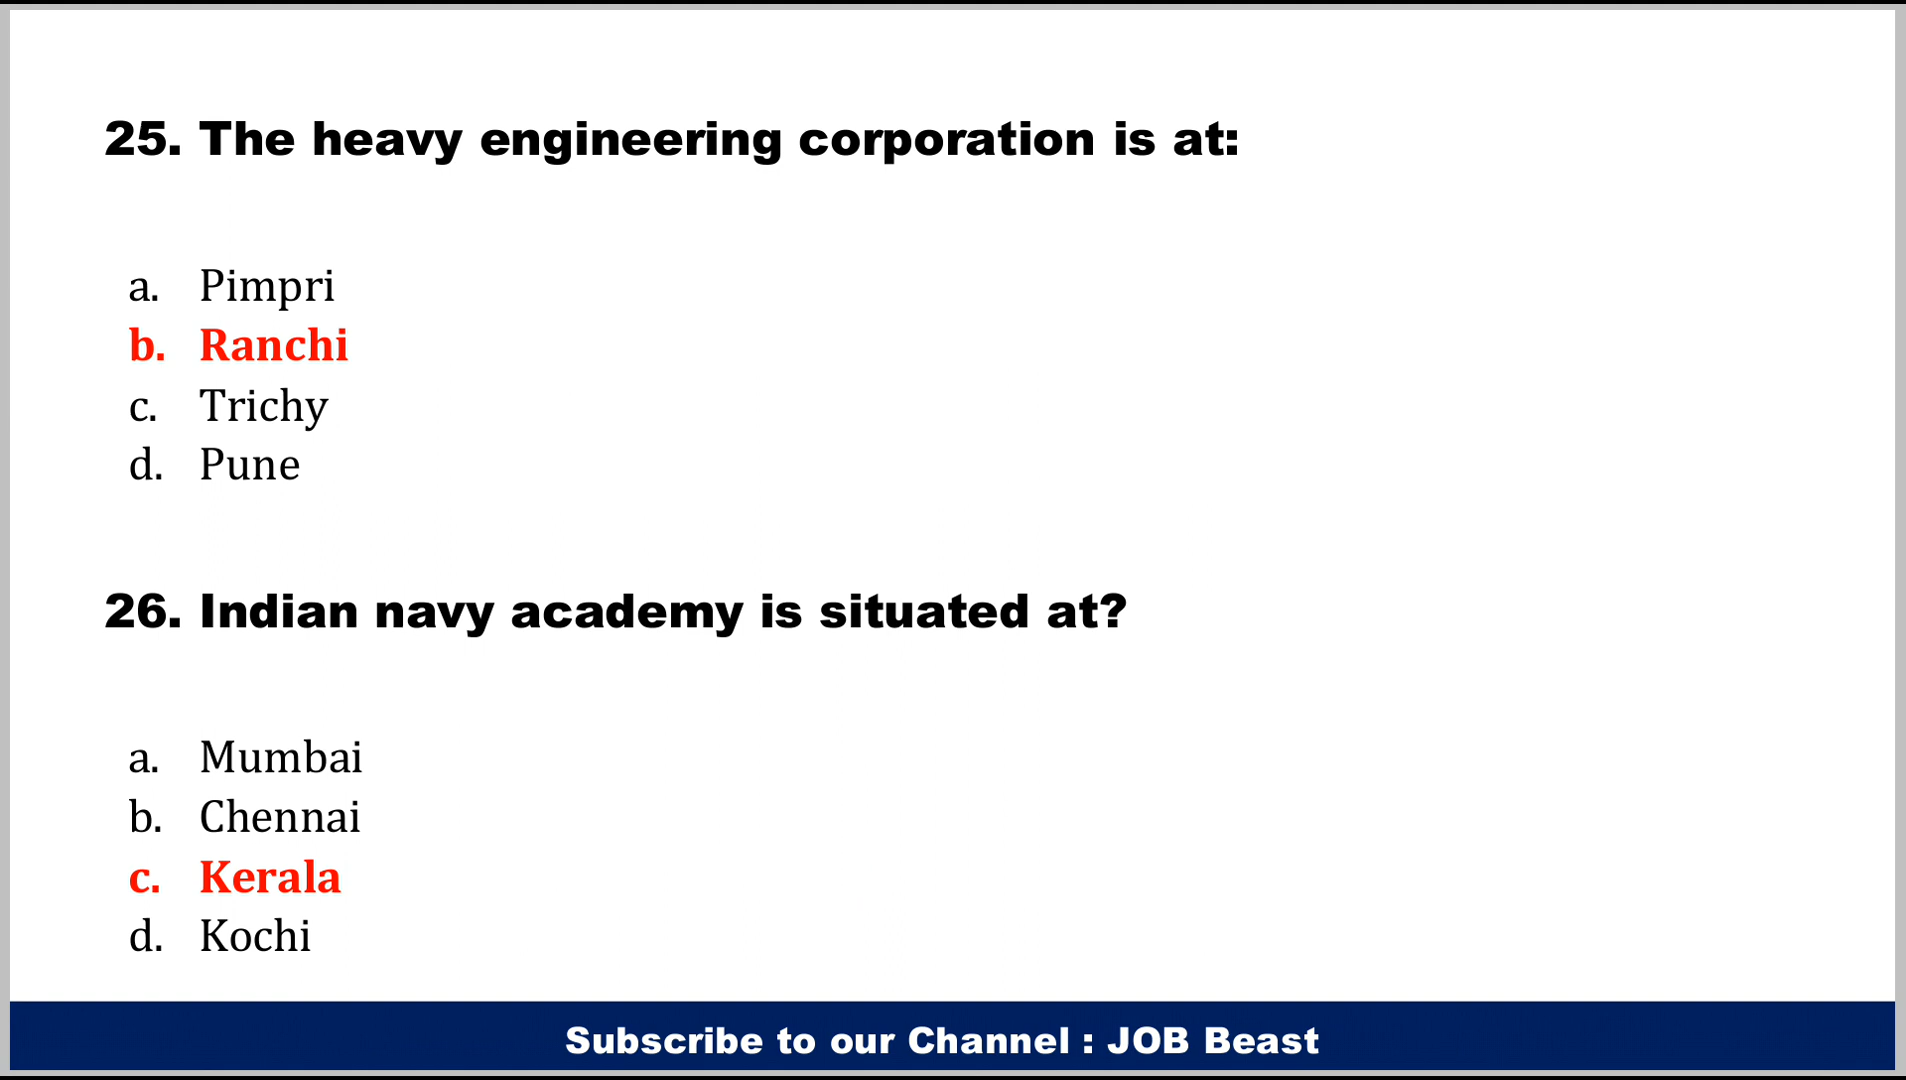 25. The heavy engineering corporation is at:
a. Pimpri
b. Ranchi
c. Trichy
d. Pune
26. Indian navy academy is situated at?
a. Mumbai
b. Chennai
c. Kerala
d. Kochi
Subscribe to our Channel : JOB Beast